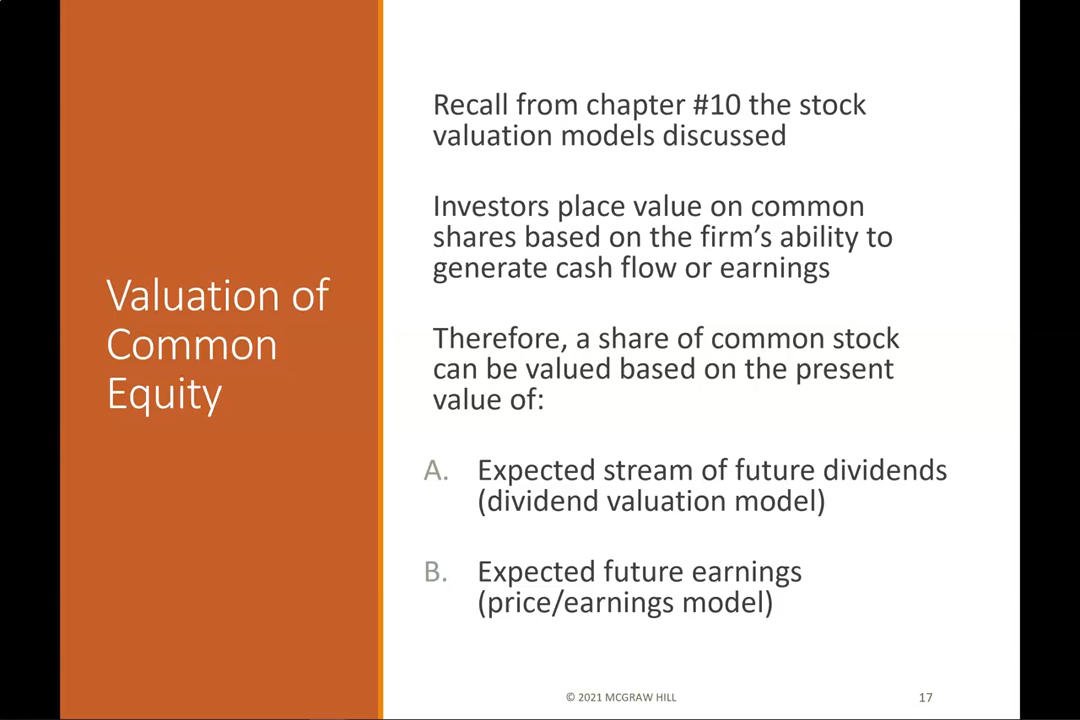 Valuation of
Common
Equity
Recall from chapter #10 the stock
valuation models discussed
Investors place value on common
shares based on the firm’s ability to
generate cash flow or earnings
Therefore, a share of common stock
can be valued based on the present
value of:
A. Expected stream of future dividends
(dividend valuation model)
B. Expected future earnings
(price/earnings model)
© 2021 MCGRAW HILL
17